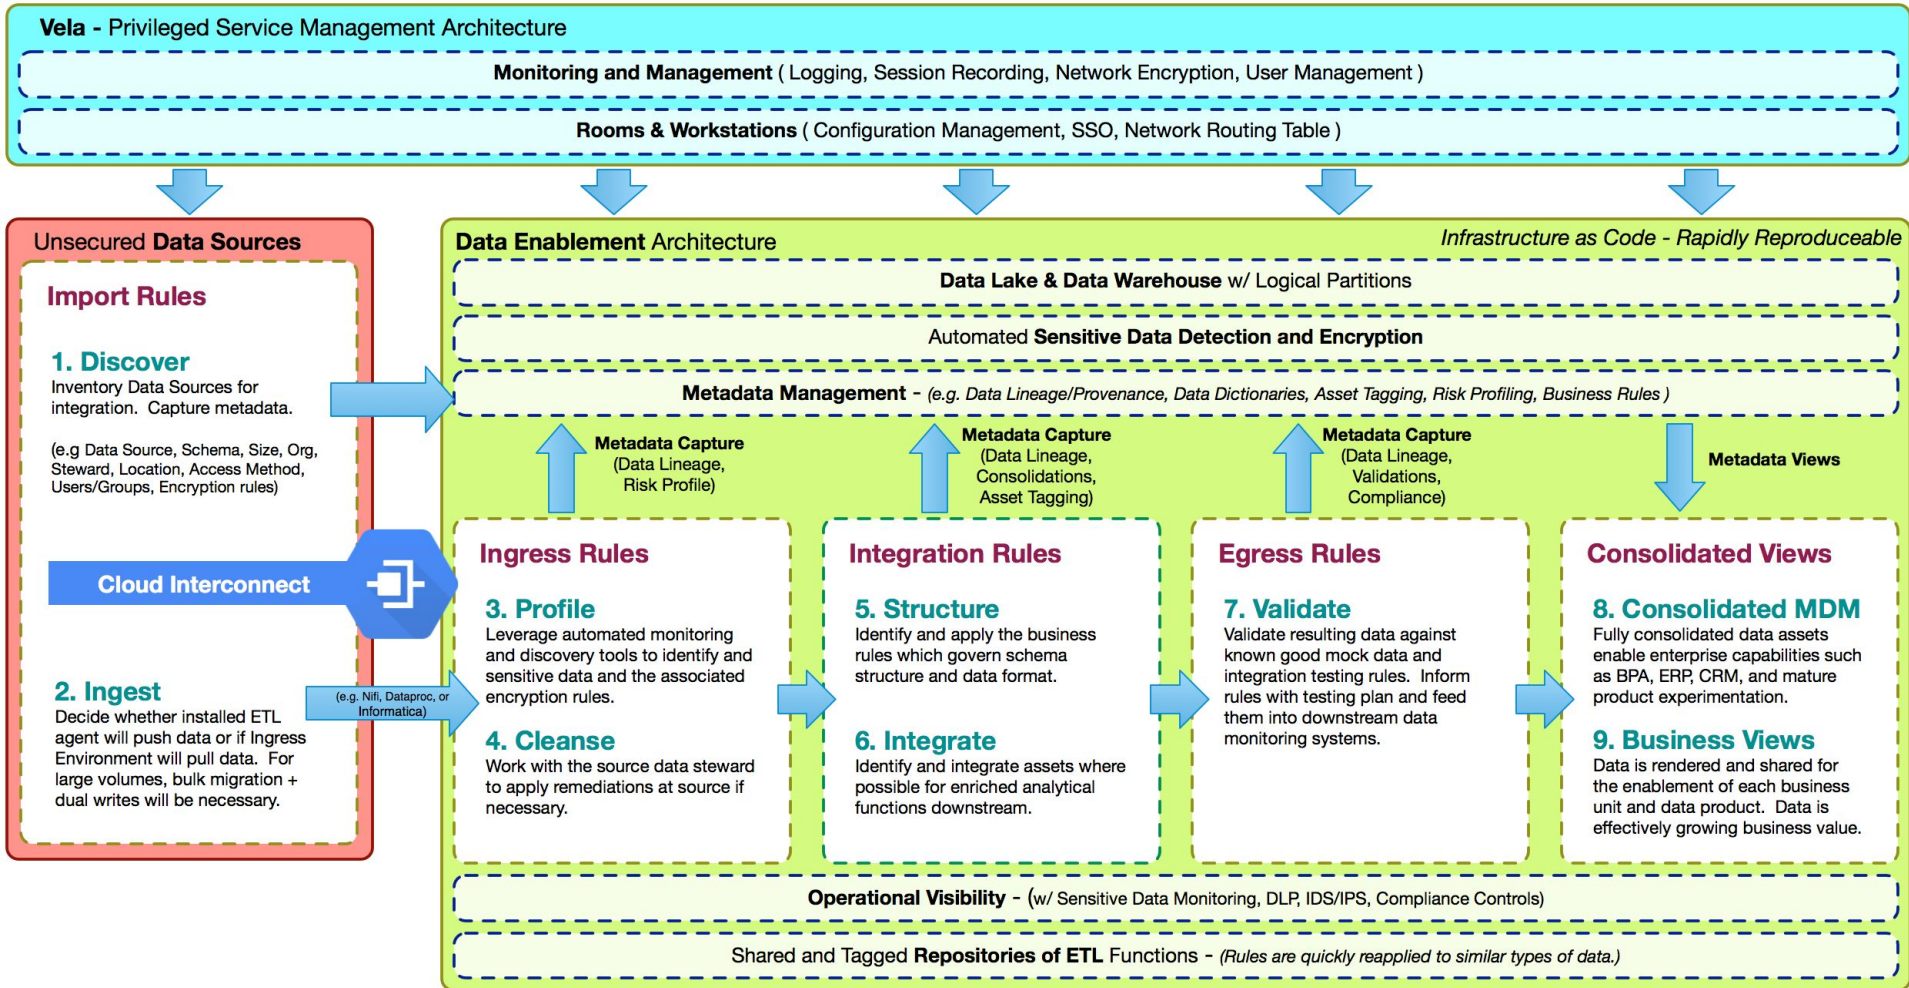 Vela - Privileged Service Management Architecture
Monitoring and Management ( Logging, Session Recording, Network Encryption, User Management )
Rooms & Workstations ( Configuration Management, SSO, Network Routing Table )
Unsecured Data Sources
Import Rules
1. Discover
Inventory Data Sources for
integration.  Capture metadata.
(e.g Data Source, Schema, Size, Org,
Steward, Location, Access Method,
Users/Groups, Encryption rules)
Cloud Interconnect
2. Ingest
Decide whether installed ETL
agent will push data or if Ingress
Environment will pull data.  For
large volumes, bulk migration +
dual writes will be necessary.
(e.g. Nifi, Dataproc, or
Informatica)
Data Enablement Architecture
Infrastructure as Code - Rapidly Reproduceable
Data Lake & Data Warehouse w/ Logical Partitions
Automated Sensitive Data Detection and Encryption
Metadata Management - (e.g. Data Lineage/Provenance, Data Dictionaries, Asset Tagging, Risk Profiling, Business Rules )
Metadata Capture
(Data Lineage,
Risk Profile)
Metadata Capture
(Data Lineage,
Consolidations,
Asset Tagging)
Metadata Capture
(Data Lineage,
Validations,
Compliance)
Metadata Views
Ingress Rules
3. Profile
Leverage automated monitoring
and discovery tools to identify and
sensitive data and the associated
encryption rules.
4. Cleanse
Work with the source data steward
to apply remediations at source if
necessary.
Integration Rules
5. Structure
Identify and apply the business
rules which govern schema
structure and data format.
6. Integrate
Identify and integrate assets where
possible for enriched analytical
functions downstream.
Egress Rules
7. Validate
Validate resulting data against
known good mock data and
integration testing rules.  Inform
rules with testing plan and feed
them into downstream data
monitoring systems.
Consolidated Views
8. Consolidated MDM
Fully consolidated data assets
enable enterprise capabilities such
as BPA, ERP, CRM, and mature
product experimentation.
9. Business Views
Data is rendered and shared for
the enablement of each business
unit and data product.  Data is
effectively growing business value.
Operational Visibility - (w/ Sensitive Data Monitoring, DLP, IDS/IPS, Compliance Controls)
Shared and Tagged Repositories of ETL Functions - (Rules are quickly reapplied to similar types of data.)